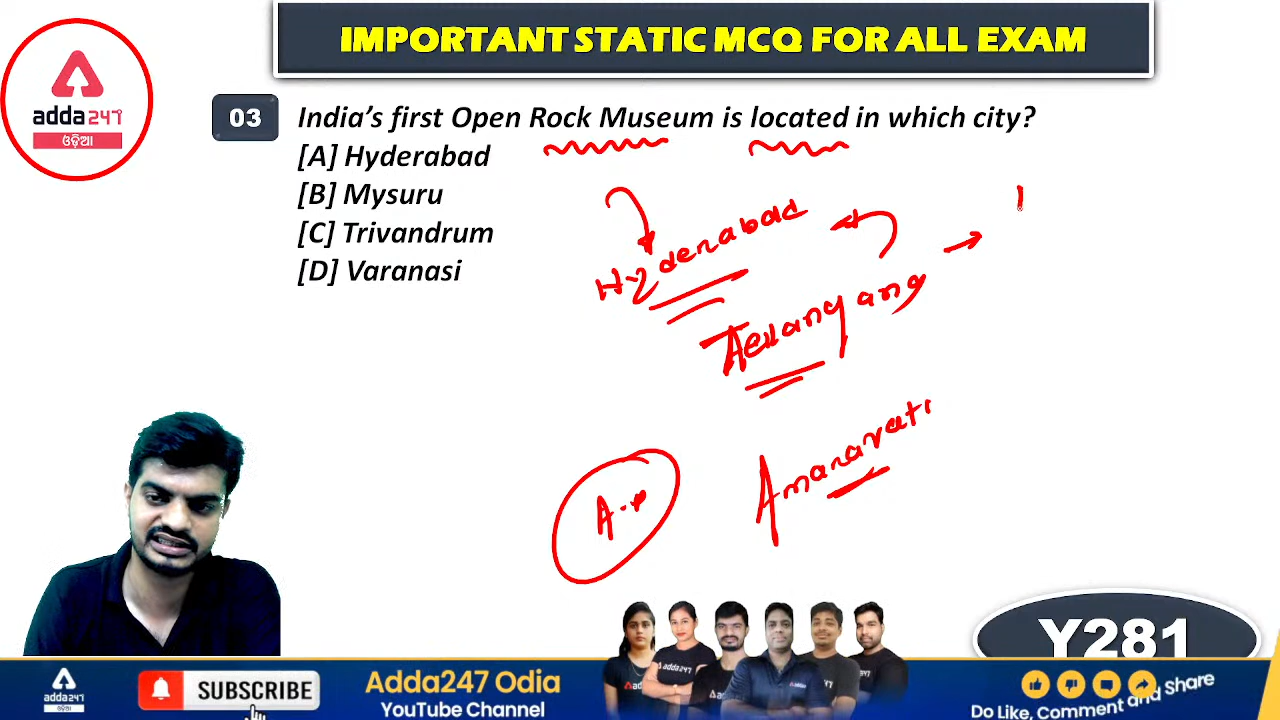 IMPORTANT STATIC MCQ FOR ALL EXAM
adda247
ଓଡ଼ିଆ
03
India's first Open Rock Museum is located in which city?
[A] Hyderabad
[B] Mysuru
[C] Trivandrum
[D] Varanasi
Hyderabad
Amaravati
A.P
Y281
adda247
ଓଡ଼ିଆ
SUBSCRIBE
Adda247 Odia
YouTube Channel
Do Like, Comment and Share